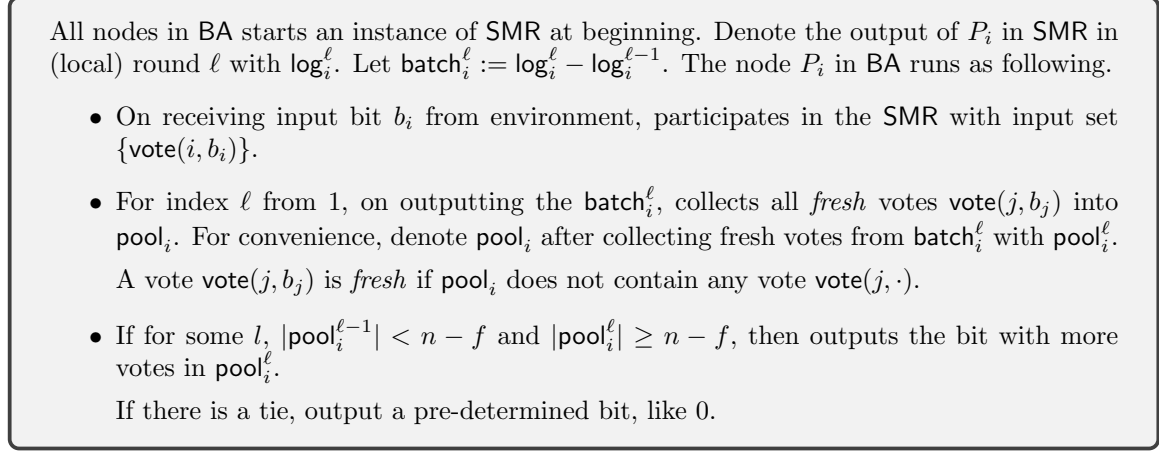 All nodes in BA starts an instance of SMR at beginning. Denote the output of P_i in SMR in
(local) round ℓ with log_i^ℓ. Let batch_i^ℓ := log_i^ℓ − log_i^{ℓ−1}. The node P_i in BA runs as following.
• On receiving input bit b_i from environment, participates in the SMR with input set
{vote(i, b_i)}.
• For index ℓ from 1, on outputting the batch_i^ℓ, collects all fresh votes vote(j, b_j) into
pool_i. For convenience, denote pool_i after collecting fresh votes from batch_i^ℓ with pool_i^ℓ.
A vote vote(j, b_j) is fresh if pool_i does not contain any vote vote(j, ·).
• If for some l, |pool_i^{ℓ−1}| < n − f and |pool_i^ℓ| ≥ n − f, then outputs the bit with more
votes in pool_i^ℓ.
If there is a tie, output a pre-determined bit, like 0.